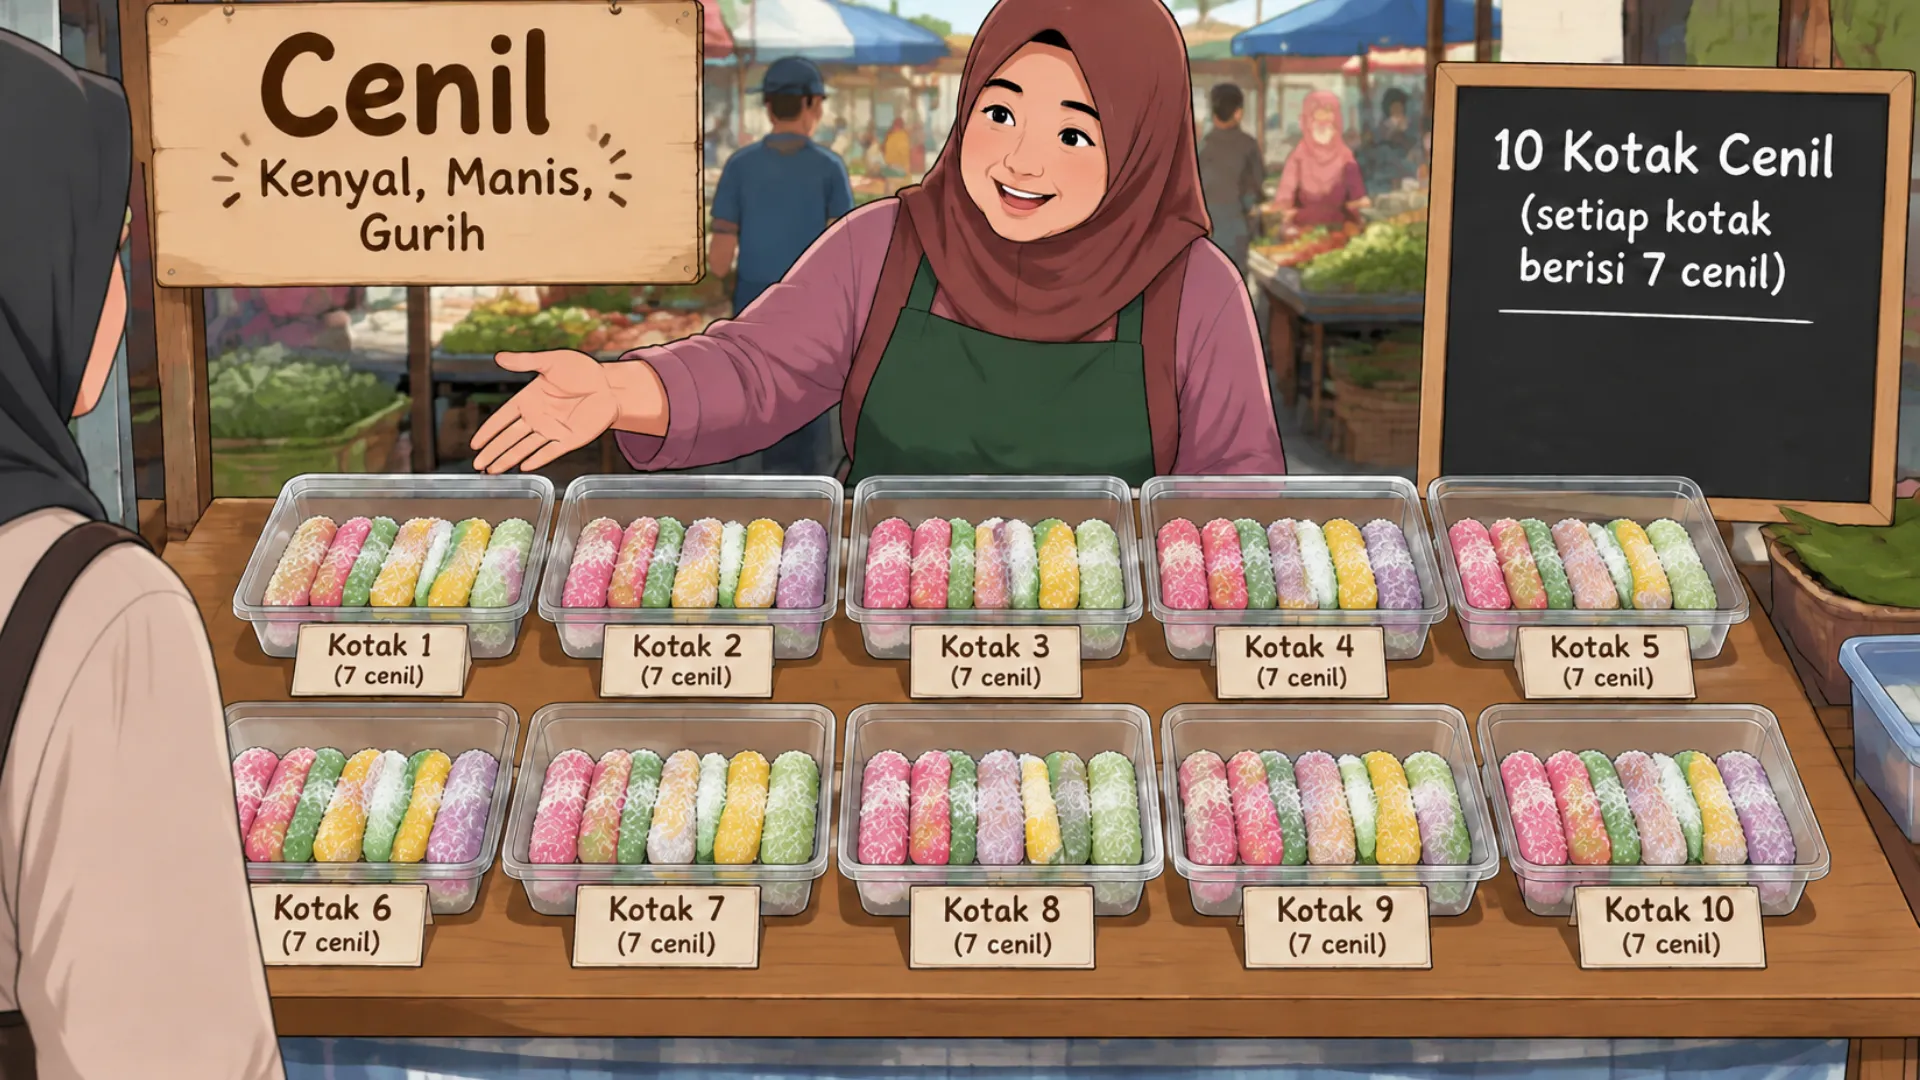 Cenil
Kenyal, Manis,
Gurih
10 Kotak Cenil
(setiap kotak
berisi 7 cenil)
Kotak 1
(7 cenil)
Kotak 2
(7 cenil)
Kotak 3
(7 cenil)
Kotak 4
(7 cenil)
Kotak 5
(7 cenil)
Kotak 6
(7 cenil)
Kotak 7
(7 cenil)
Kotak 8
(7 cenil)
Kotak 9
(7 cenil)
Kotak 10
(7 cenil)